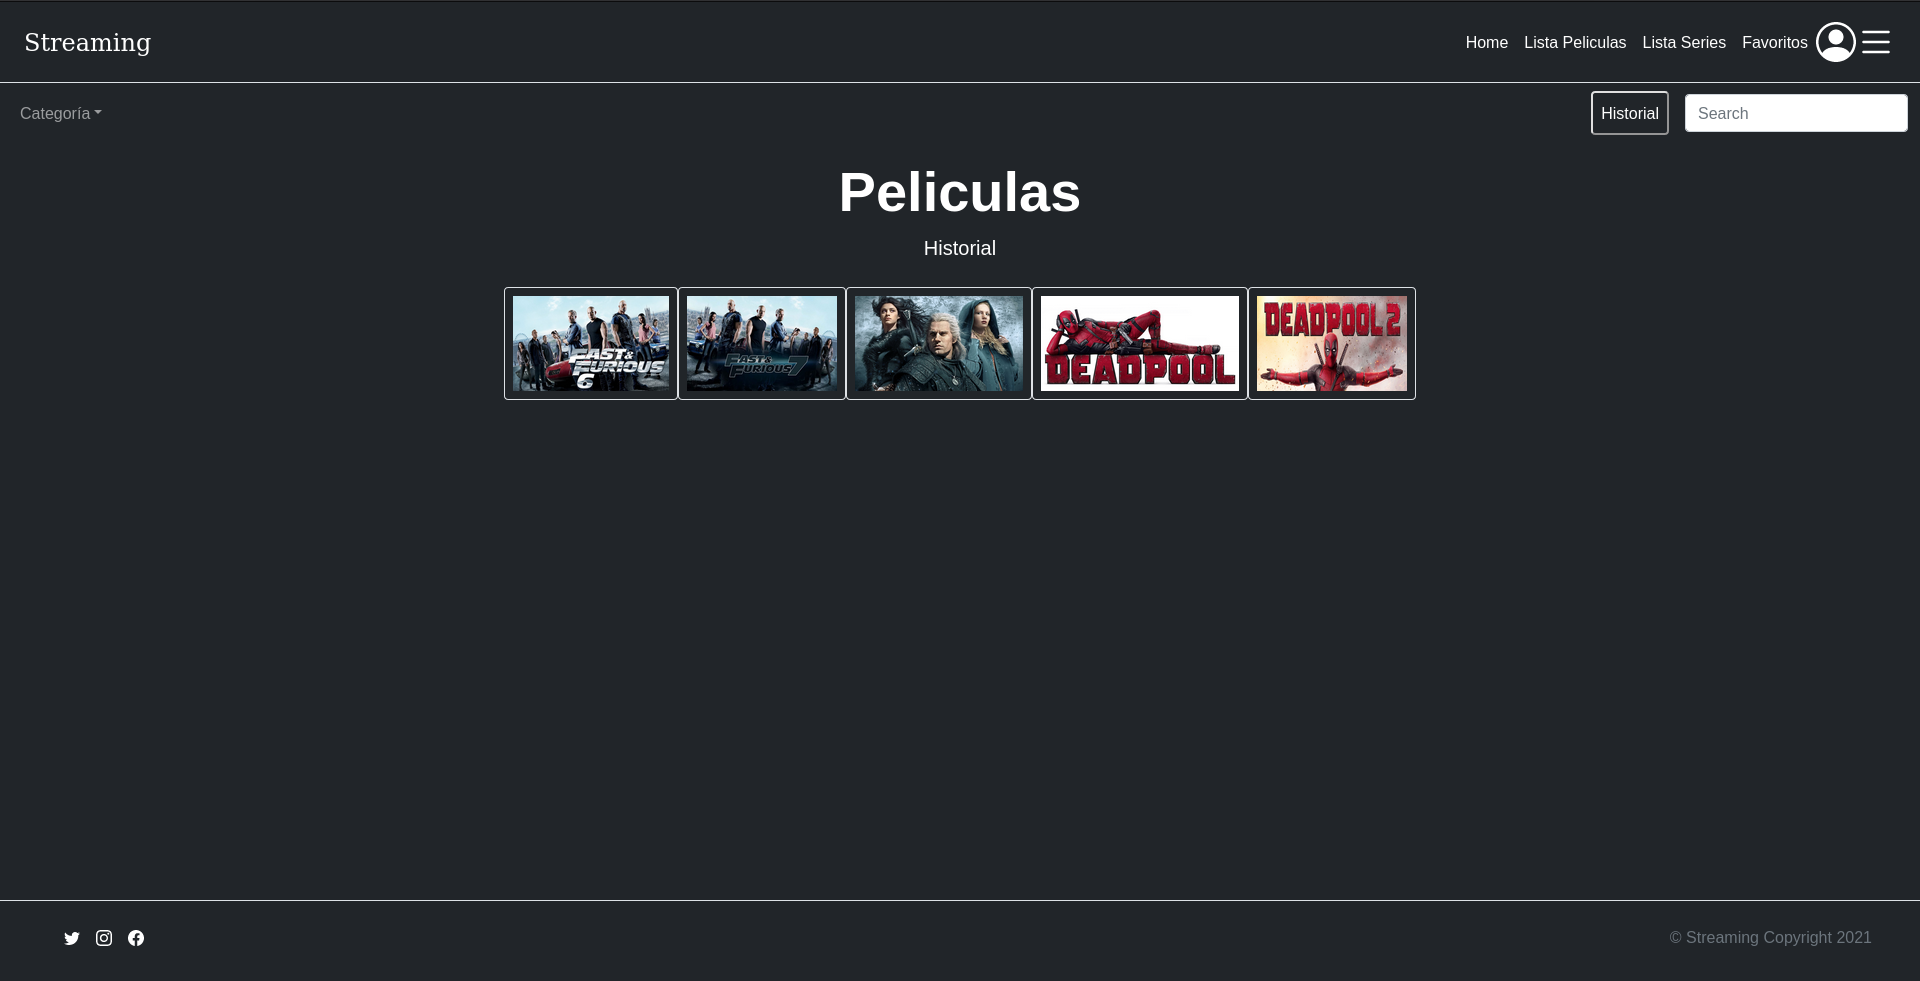 Streaming
Home Lista Peliculas Lista Series Favoritos
Categoría
Historial
Search
Peliculas
Historial
FAST & FURIOUS 6
FAST & FURIOUS 7
DEADPOOL
DEADPOOL 2
© Streaming Copyright 2021